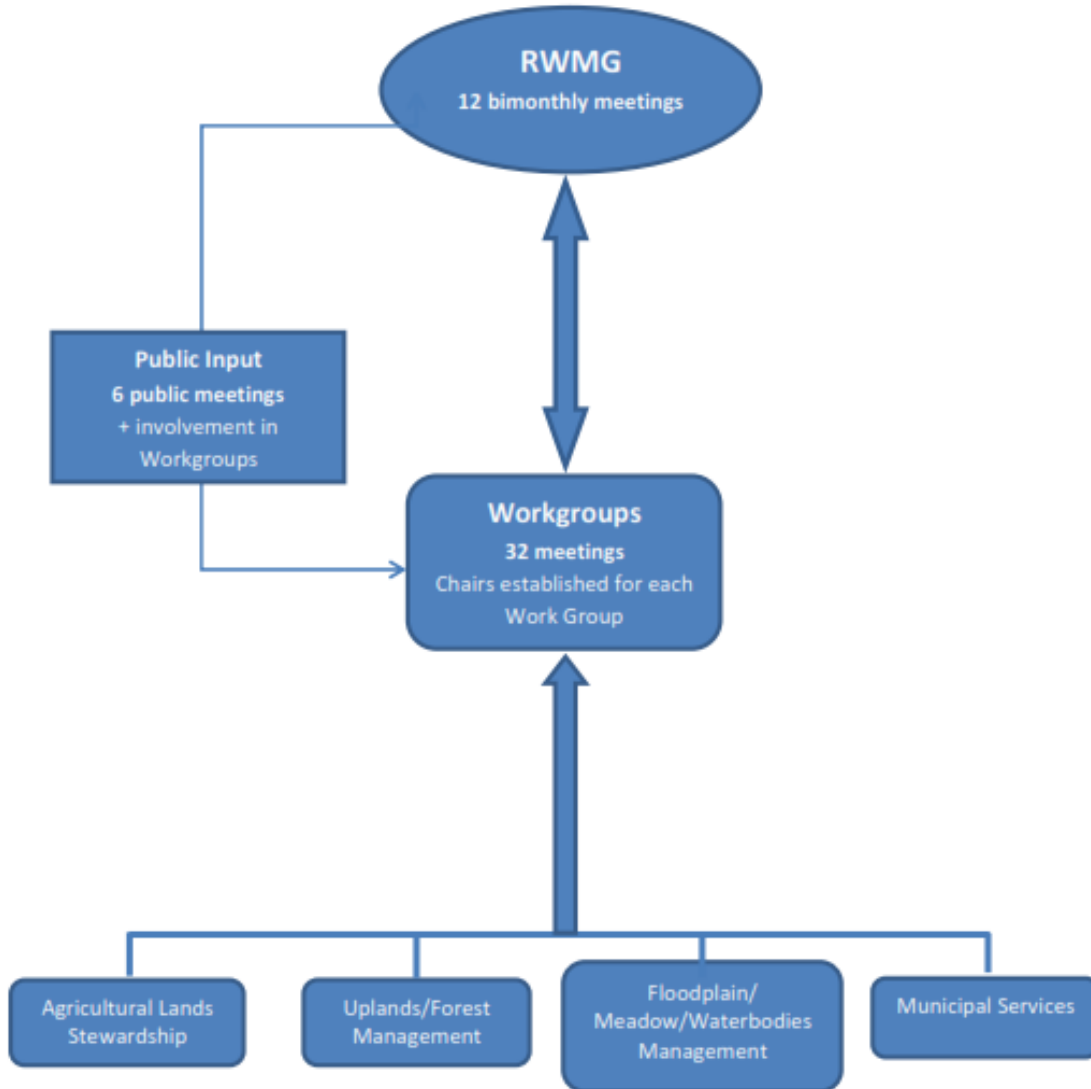 RWMG
12 bimonthly meetings
Public Input
6 public meetings
+ involvement in
Workgroups
Workgroups
32 meetings
Chairs established for each
Work Group
Agricultural Lands
Stewardship
Uplands/Forest
Management
Floodplain/
Meadow/Waterbodies
Management
Municipal Services